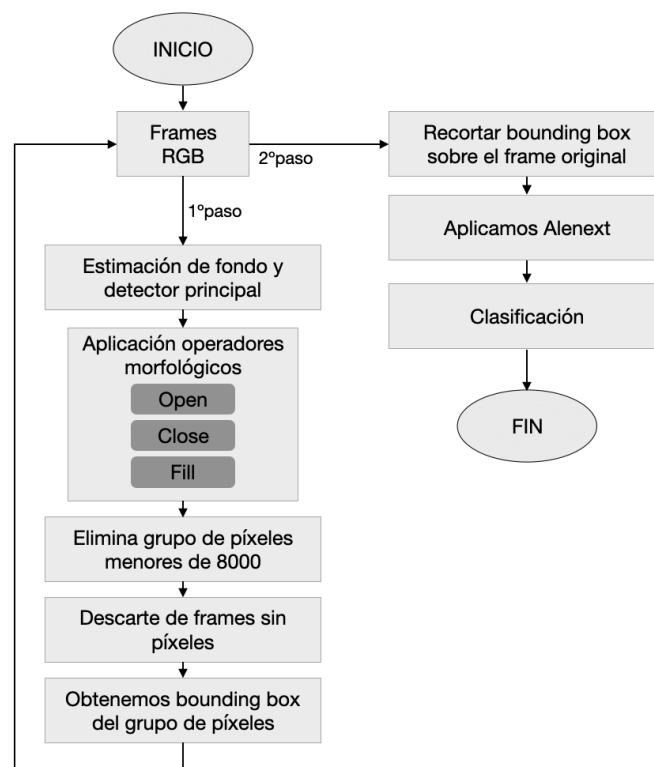 INICIO
Frames
RGB
2ºpaso
1ºpaso
Estimación de fondo y
detector principal
Aplicación operadores
morfológicos
Open
Close
Fill
Elimina grupo de píxeles
menores de 8000
Descarte de frames sin
píxeles
Obtenemos bounding box
del grupo de píxeles
Recortar bounding box
sobre el frame original
Aplicamos Alenext
Clasificación
FIN